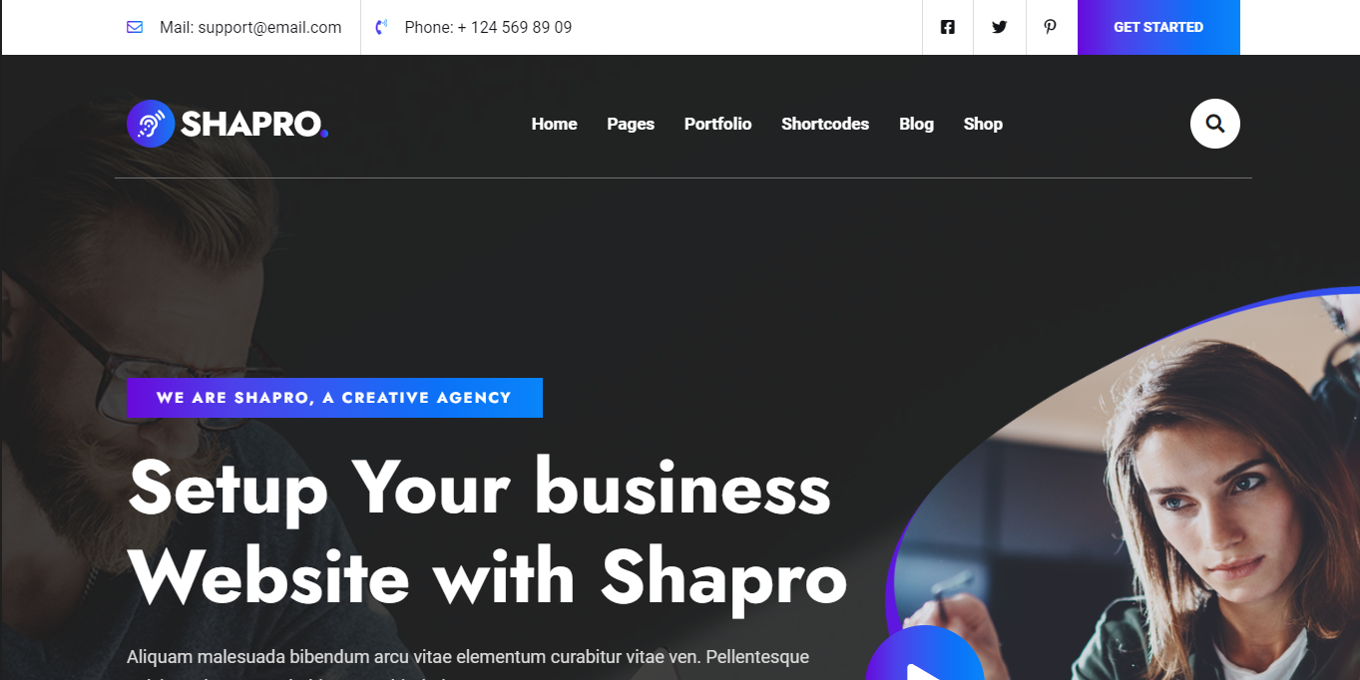 Mail: support@email.com
Phone: + 124 569 89 09
GET STARTED
SHAPRO.
Home
Pages
Portfolio
Shortcodes
Blog
Shop
WE ARE SHAPRO, A CREATIVE AGENCY
Setup Your business
Website with Shapro
Aliquam malesuada bibendum arcu vitae elementum curabitur vitae ven. Pellentesque